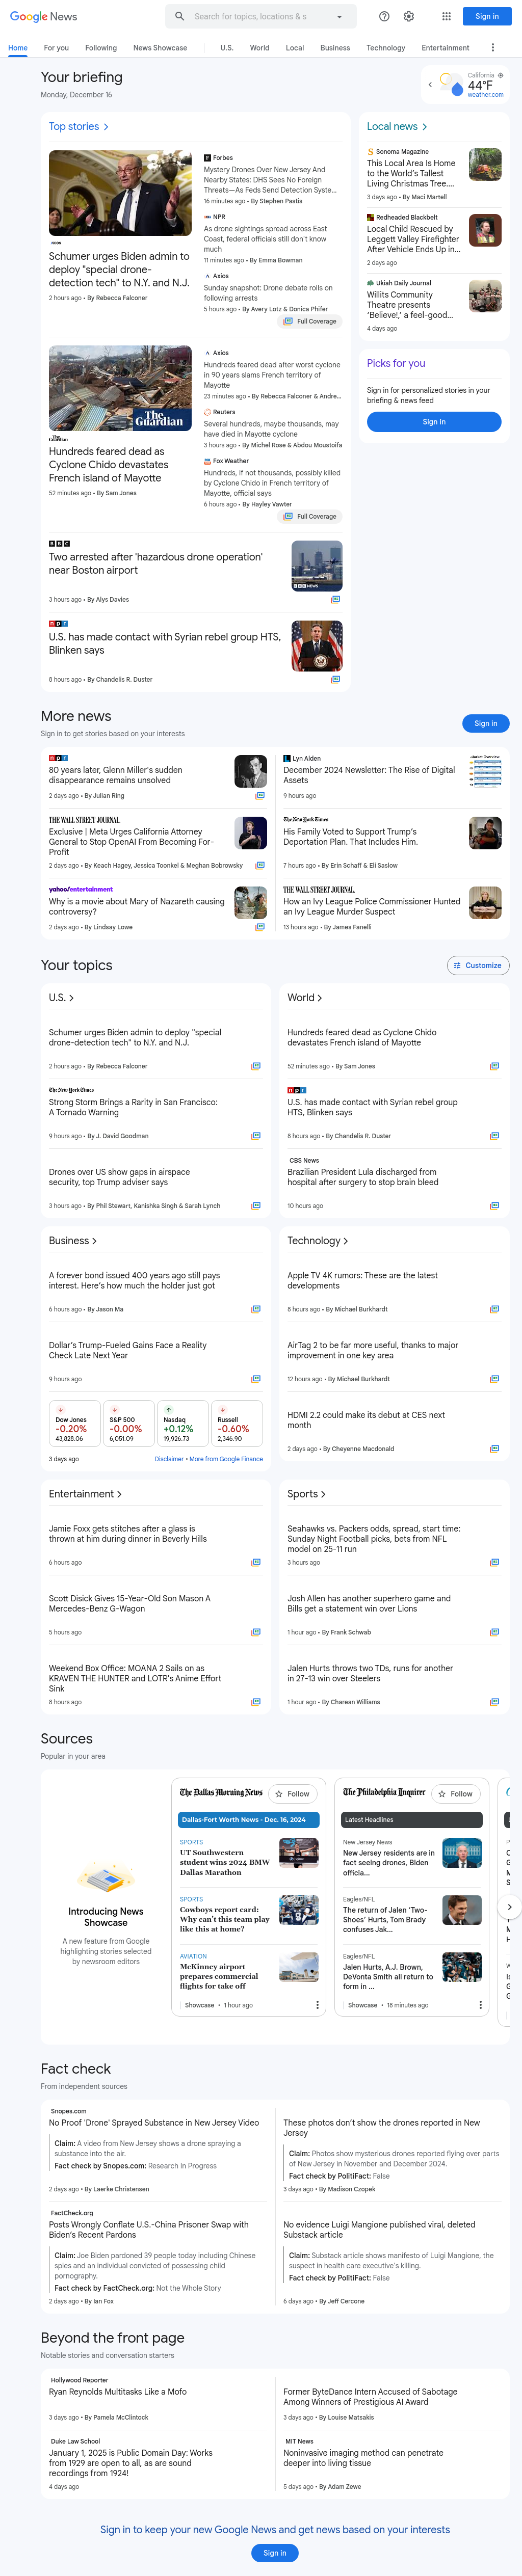 Google News
Search for topics, locations & s
Sign in
Home
For you
Following
News Showcase
U.S.
World
Local
Business
Technology
Entertainment
Your briefing
Monday, December 16
California
44°F
weather.com
Top stories
Schumer urges Biden admin to
deploy "special drone-
detection tech" to N.Y. and N.J.
2 hours ago • By Rebecca Falconer
Forbes
Mystery Drones Over New Jersey And
Nearby States: DHS Sees No Foreign
Threats—As Feds Send Detection Syste...
16 minutes ago • By Stephen Pastis
NPR
As drone sightings spread across East
Coast, federal officials still don't know
much
11 minutes ago • By Emma Bowman
Axios
Sunday snapshot: Drone debate rolls on
following arrests
5 hours ago • By Avery Lotz & Donica Phifer
Full Coverage
The Guardian
The Guardian
Hundreds feared dead as
Cyclone Chido devastates
French island of Mayotte
52 minutes ago • By Sam Jones
Axios
Hundreds feared dead after worst cyclone
in 90 years slams French territory of
Mayotte
23 minutes ago • By Rebecca Falconer & Andre...
Reuters
Several hundreds, maybe thousands, may
have died in Mayotte cyclone
3 hours ago • By Michel Rose & Abdou Moustoifa
Fox Weather
Hundreds, if not thousands, possibly killed
by Cyclone Chido in French territory of
Mayotte, official says
6 hours ago • By Hayley Vawter
Full Coverage
BBC
Two arrested after 'hazardous drone operation'
near Boston airport
3 hours ago • By Alys Davies
BBC NEWS
npr
U.S. has made contact with Syrian rebel group HTS,
Blinken says
8 hours ago • By Chandelis R. Duster
Local news
Sonoma Magazine
This Local Area Is Home
to the World's Tallest
Living Christmas Tree....
3 days ago • By Maci Martell
Redheaded Blackbelt
Local Child Rescued by
Leggett Valley Firefighter
After Vehicle Ends Up in...
2 days ago
Ukiah Daily Journal
Willits Community
Theatre presents
'Believe!,' a feel-good...
4 days ago
Picks for you
Sign in for personalized stories in your
briefing & news feed
Sign in
More news
Sign in to get stories based on your interests
Sign in
npr
80 years later, Glenn Miller's sudden
disappearance remains unsolved
2 days ago • By Julian Ring
Lyn Alden
December 2024 Newsletter: The Rise of Digital
Assets
9 hours ago
THE WALL STREET JOURNAL
Exclusive | Meta Urges California Attorney
General to Stop OpenAI From Becoming For-
Profit
2 days ago • By Keach Hagey, Jessica Toonkel & Meghan Bobrowsky
The New York Times
His Family Voted to Support Trump's
Deportation Plan. That Includes Him.
7 hours ago • By Erin Schaff & Eli Saslow
yahoo/entertainment
Why is a movie about Mary of Nazareth causing
controversy?
2 days ago • By Lindsay Lowe
THE WALL STREET JOURNAL
How an Ivy League Police Commissioner Hunted
an Ivy League Murder Suspect
13 hours ago • By James Fanelli
Your topics
Customize
U.S.
Schumer urges Biden admin to deploy "special
drone-detection tech" to N.Y. and N.J.
2 hours ago • By Rebecca Falconer
The New York Times
Strong Storm Brings a Rarity in San Francisco:
A Tornado Warning
9 hours ago • By J. David Goodman
Drones over US show gaps in airspace
security, top Trump adviser says
3 hours ago • By Phil Stewart, Kanishka Singh & Sarah Lynch
World
Hundreds feared dead as Cyclone Chido
devastates French island of Mayotte
52 minutes ago • By Sam Jones
npr
U.S. has made contact with Syrian rebel group
HTS, Blinken says
8 hours ago • By Chandelis R. Duster
CBS News
Brazilian President Lula discharged from
hospital after surgery to stop brain bleed
10 hours ago
Business
A forever bond issued 400 years ago still pays
interest. Here's how much the holder just got
6 hours ago • By Jason Ma
Dollar's Trump-Fueled Gains Face a Reality
Check Late Next Year
9 hours ago
Dow Jones
-0.20%
43,828.06
S&P 500
-0.00%
6,051.09
Nasdaq
+0.12%
19,926.73
Russell
-0.60%
2,346.90
3 days ago
Disclaimer • More from Google Finance
Technology
Apple TV 4K rumors: These are the latest
developments
8 hours ago • By Michael Burkhardt
AirTag 2 to be far more useful, thanks to major
improvement in one key area
12 hours ago • By Michael Burkhardt
HDMI 2.2 could make its debut at CES next
month
2 days ago • By Cheyenne Macdonald
Entertainment
Jamie Foxx gets stitches after a glass is
thrown at him during dinner in Beverly Hills
6 hours ago
Scott Disick Gives 15-Year-Old Son Mason A
Mercedes-Benz G-Wagon
5 hours ago
Weekend Box Office: MOANA 2 Sails on as
KRAVEN THE HUNTER and LOTR's Anime Effort
Sink
8 hours ago
Sports
Seahawks vs. Packers odds, spread, start time:
Sunday Night Football picks, bets from NFL
model on 25-11 run
3 hours ago
Josh Allen has another superhero game and
Bills get a statement win over Lions
1 hour ago • By Frank Schwab
Jalen Hurts throws two TDs, runs for another
in 27-13 win over Steelers
1 hour ago • By Charean Williams
Sources
Popular in your area
Introducing News
Showcase
A new feature from Google
highlighting stories selected
by newsroom editors
The Dallas Morning News
Follow
Dallas-Fort Worth News - Dec. 16, 2024
SPORTS
UT Southwestern
student wins 2024 BMW
Dallas Marathon
SPORTS
Cowboys report card:
Why can't this team play
like this at home?
AVIATION
McKinney airport
prepares commercial
flights for take off
Showcase • 1 hour ago
The Philadelphia Inquirer
Follow
Latest Headlines
New Jersey News
New Jersey residents are in
fact seeing drones, Biden
officia...
Eagles/NFL
The return of Jalen 'Two-
Shoes' Hurts, Tom Brady
confuses Jak...
Eagles/NFL
Jalen Hurts, A.J. Brown,
DeVonta Smith all return to
form in ...
Showcase • 18 minutes ago
Fact check
From independent sources
Snopes.com
No Proof 'Drone' Sprayed Substance in New Jersey Video
Claim: A video from New Jersey shows a drone spraying a
substance into the air.
Fact check by Snopes.com: Research In Progress
2 days ago • By Laerke Christensen
These photos don't show the drones reported in New
Jersey
Claim: Photos show mysterious drones reported flying over parts
of New Jersey in November and December 2024.
Fact check by PolitiFact: False
3 days ago • By Madison Czopek
FactCheck.org
Posts Wrongly Conflate U.S.-China Prisoner Swap with
Biden's Recent Pardons
Claim: Joe Biden pardoned 39 people today including Chinese
spies and an individual convicted of possessing child
pornography.
Fact check by FactCheck.org: Not the Whole Story
2 days ago • By Ian Fox
No evidence Luigi Mangione published viral, deleted
Substack article
Claim: Substack article shows manifesto of Luigi Mangione, the
suspect in health care executive's killing.
Fact check by PolitiFact: False
6 days ago • By Jeff Cercone
Beyond the front page
Notable stories and conversation starters
Hollywood Reporter
Ryan Reynolds Multitasks Like a Mofo
3 days ago • By Pamela McClintock
Former ByteDance Intern Accused of Sabotage
Among Winners of Prestigious AI Award
3 days ago • By Louise Matsakis
Duke Law School
January 1, 2025 is Public Domain Day: Works
from 1929 are open to all, as are sound
recordings from 1924!
4 days ago
MIT News
Noninvasive imaging method can penetrate
deeper into living tissue
5 days ago • By Adam Zewe
Sign in to keep your new Google News and get news based on your interests
Sign in